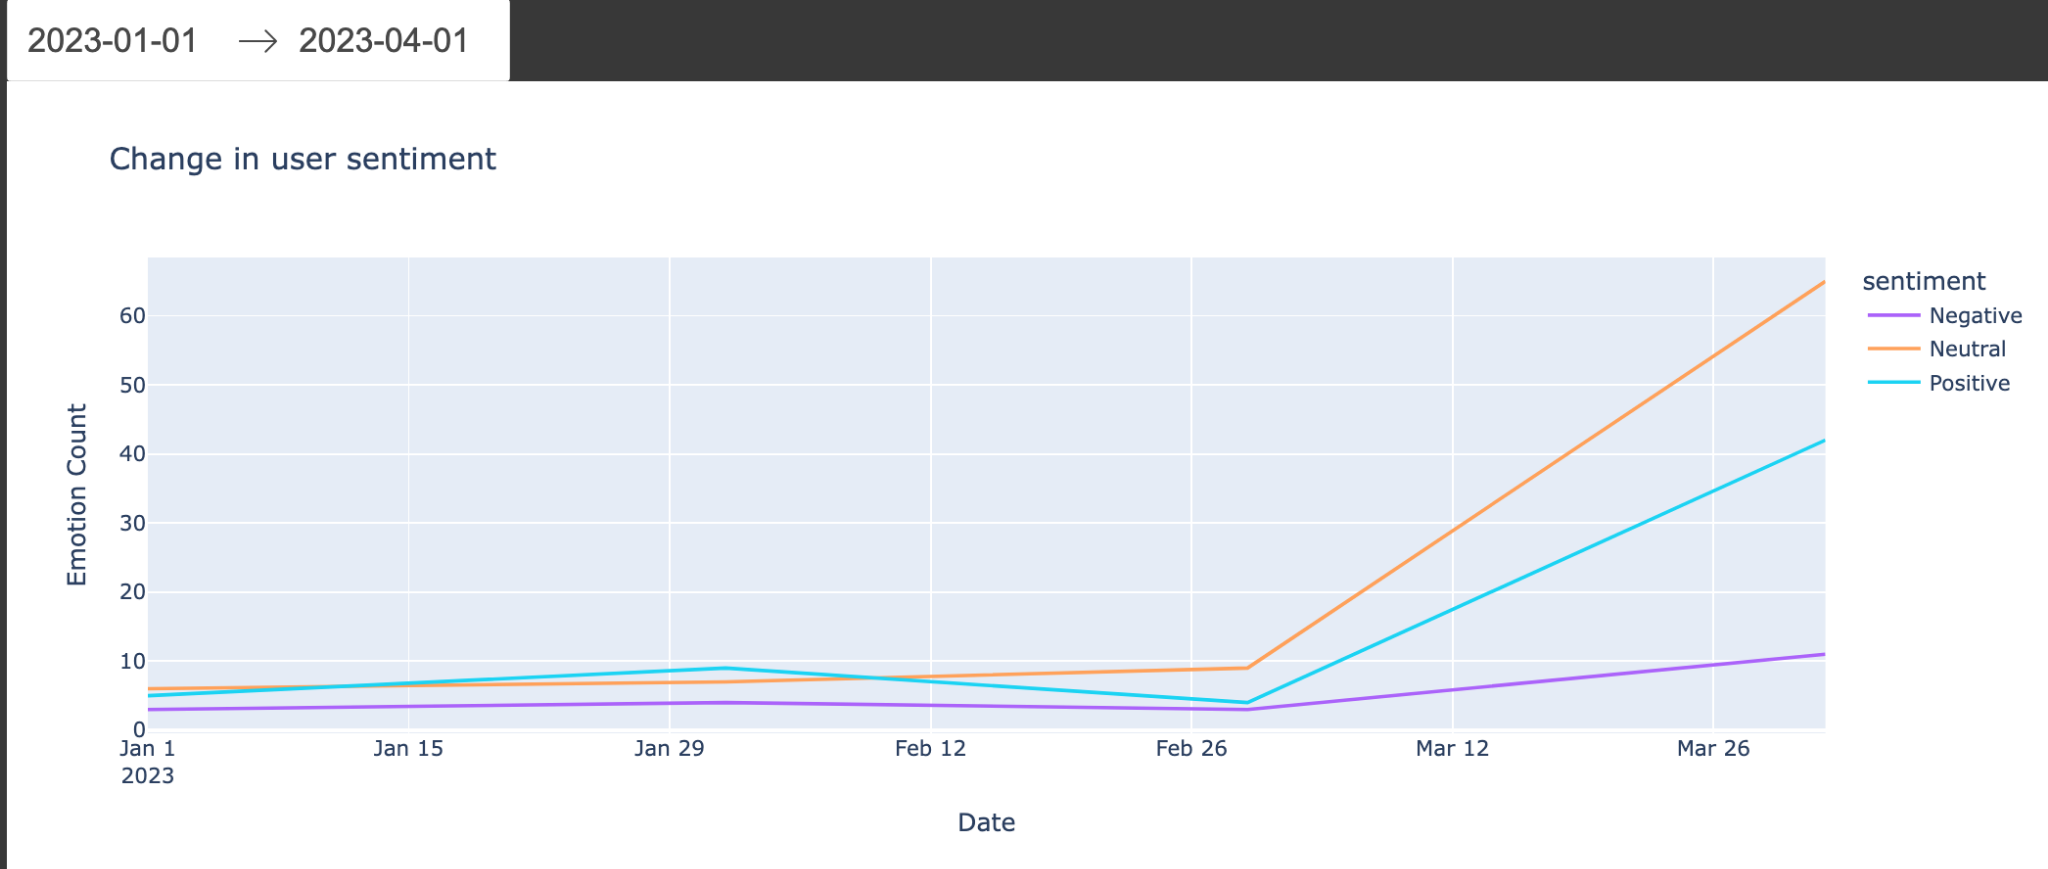 2023-01-01 → 2023-04-01
Change in user sentiment
sentiment
Negative
Neutral
Positive
Emotion Count
60
50
40
30
20
10
0
Jan 1 Jan 15 Jan 29 Feb 12 Feb 26 Mar 12 Mar 26
2023
Date